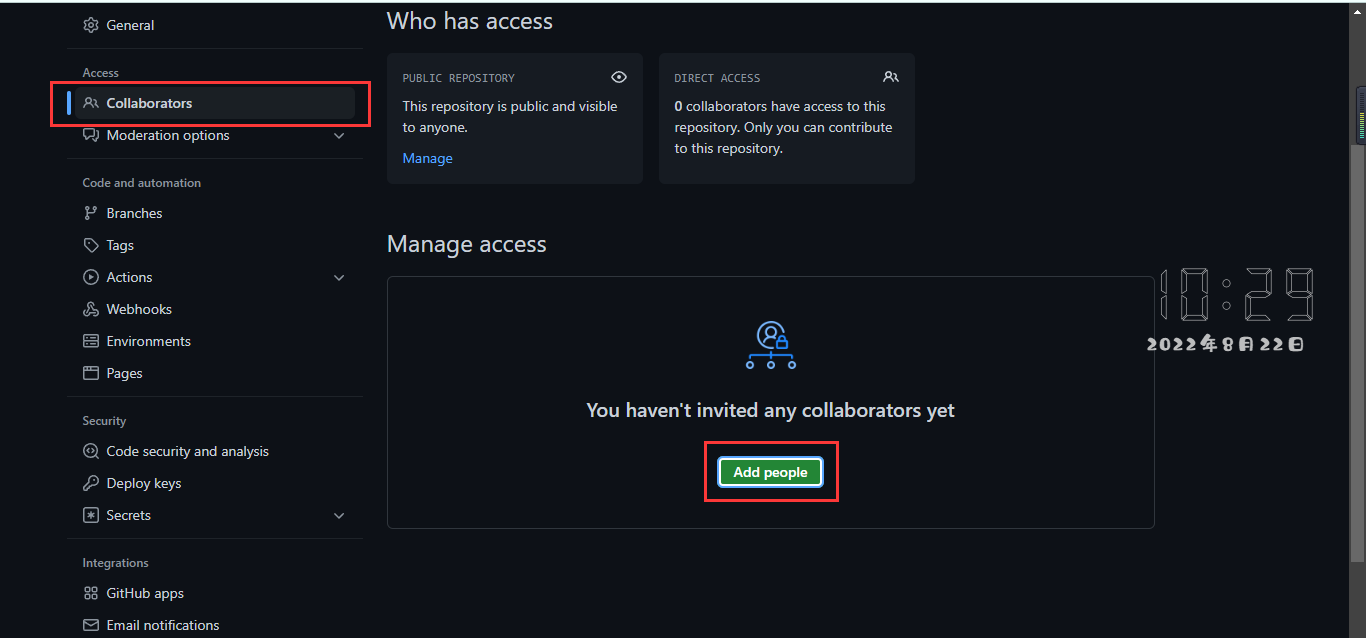 General
Access
Collaborators
Moderation options
Code and automation
Branches
Tags
Actions
Webhooks
Environments
Pages
Security
Code security and analysis
Deploy keys
Secrets
Integrations
GitHub apps
Email notifications
Who has access
PUBLIC REPOSITORY
This repository is public and visible
to anyone.
Manage
DIRECT ACCESS
0 collaborators have access to this
repository. Only you can contribute
to this repository.
Manage access
You haven't invited any collaborators yet
Add people
10:29
2022年8月22日